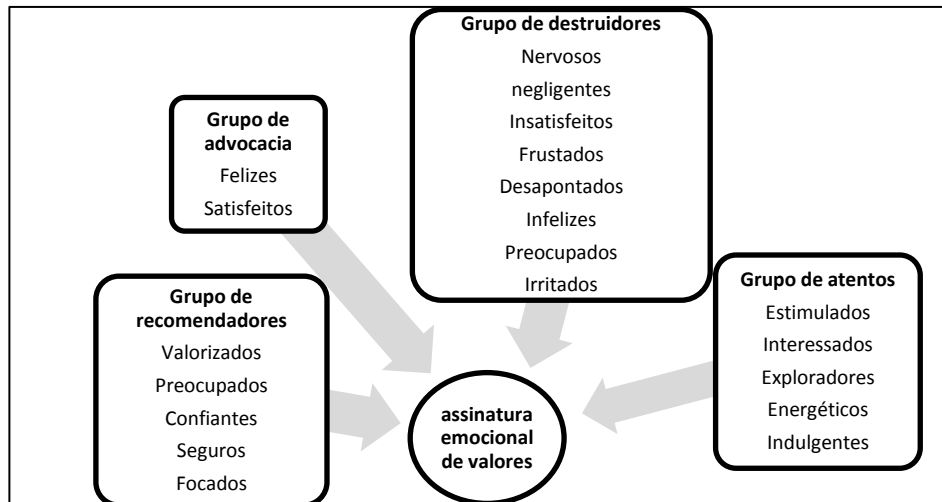 Grupo de destruidores
Nervosos
negligentes
Insatisfeitos
Frustados
Desapontados
Infelizes
Preocupados
Irritados
Grupo de
advocacia
Felizes
Satisfeitos
Grupo de
recomendadores
Valorizados
Preocupados
Confiantes
Seguros
Focados
Grupo de atentos
Estimulados
Interessados
Exploradores
Energéticos
Indulgentes
assinatura
emocional
de valores